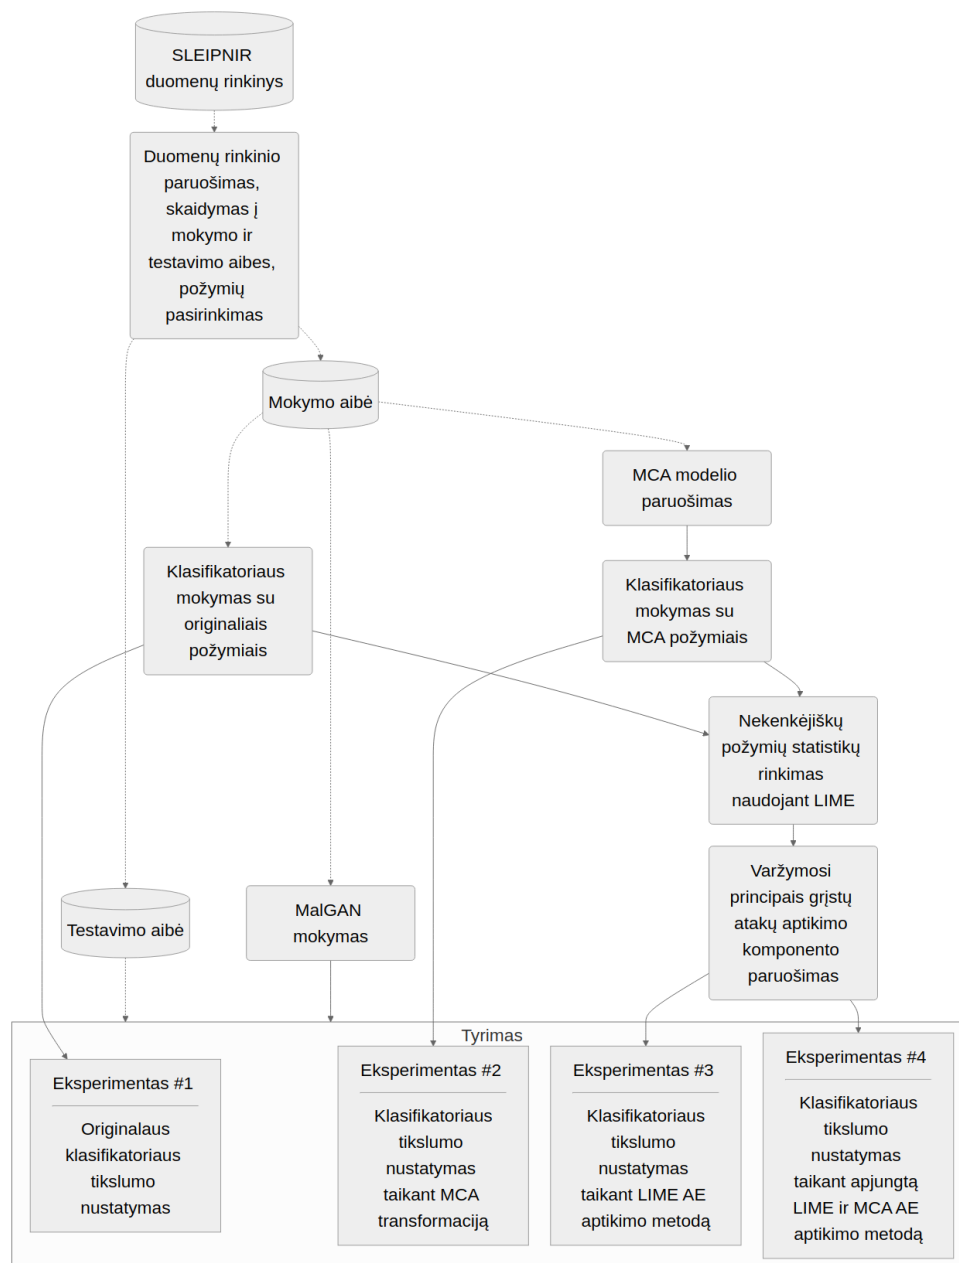 SLEIPNIR
duomenų rinkinys
Duomenų rinkinio
paruošimas,
skaidymas į
mokymo ir
testavimo aibes,
požymių
pasirinkimas
Mokymo aibė
MCA modelio
paruošimas
Klasifikatoriaus
mokymas su
originaliais
požymiais
Klasifikatoriaus
mokymas su
MCA požymiais
Nekenkėjiškų
požymių statistikų
rinkimas
naudojant LIME
Varžymosi
principais grįstų
atakų aptikimo
komponento
paruošimas
Testavimo aibė
MalGAN
mokymas
Tyrimas
Eksperimentas #1
Originalaus
klasifikatoriaus
tikslumo
nustatymas
Eksperimentas #2
Klasifikatoriaus
tikslumo
nustatymas
taikant MCA
transformaciją
Eksperimentas #3
Klasifikatoriaus
tikslumo
nustatymas
taikant LIME AE
aptikimo metodą
Eksperimentas #4
Klasifikatoriaus
tikslumo
nustatymas
taikant apjungtą
LIME ir MCA AE
aptikimo metodą